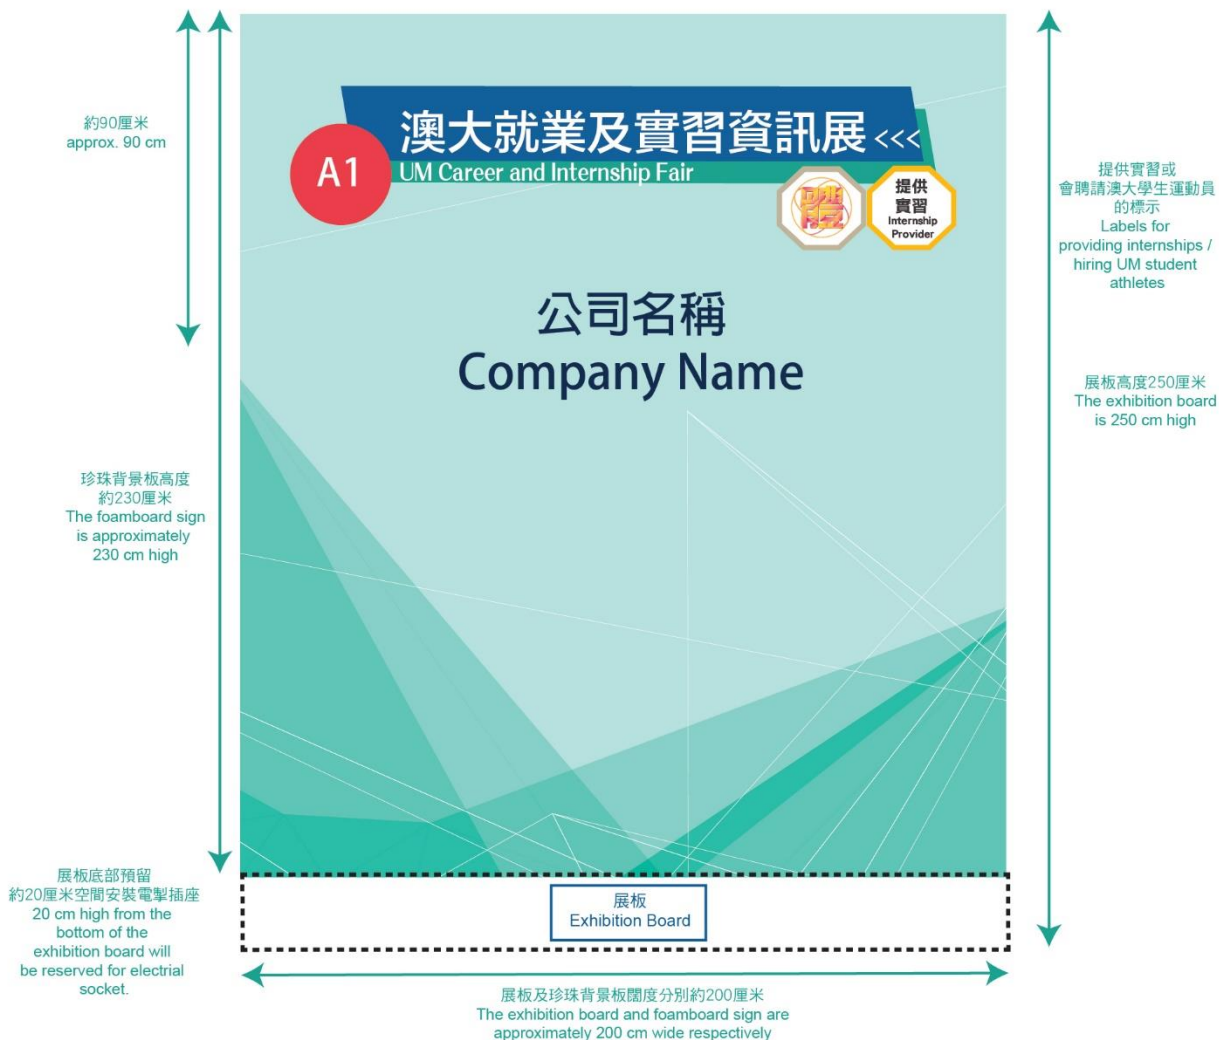 約90厘米
approx. 90 cm
A1
澳大就業及實習資訊展 <<<
UM Career and Internship Fair
提供
實習
Internship
Provider
提供實習或
會聘請澳大學生運動員
的標示
Labels for
providing internships /
hiring UM student
athletes
公司名稱
Company Name
展板高度250厘米
The exhibition board
is 250 cm high
珍珠背景板高度
約230厘米
The foamboard sign
is approximately
230 cm high
展板底部預留
約20厘米空間安裝電掣插座
20 cm high from the
bottom of the
exhibition board will
be reserved for electrial
socket.
展板
Exhibition Board
展板及珍珠背景板闊度分別約200厘米
The exhibition board and foamboard sign are
approximately 200 cm wide respectively